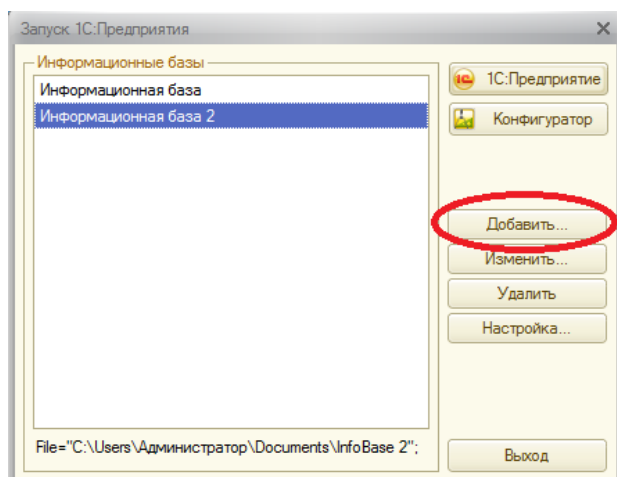 Запуск 1С:Предприятия
Информационные базы
Информационная база
Информационная база 2
1С:Предприятие
Конфигуратор
Добавить...
Изменить...
Удалить
Настройка...
File="C:\Users\Администратор\Documents\InfoBase 2";
Выход